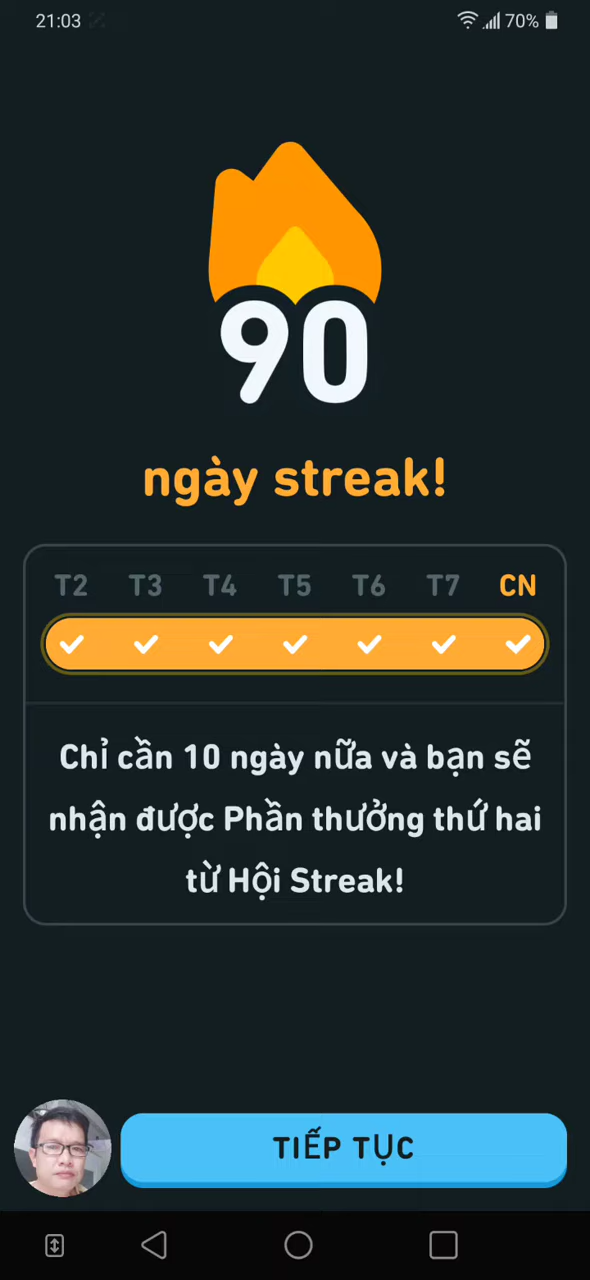 21:03
70%
90
ngày streak!
T2 T3 T4 T5 T6 T7 CN
Chỉ cần 10 ngày nữa và bạn sẽ
nhận được Phần thưởng thứ hai
từ Hội Streak!
TIẾP TỤC